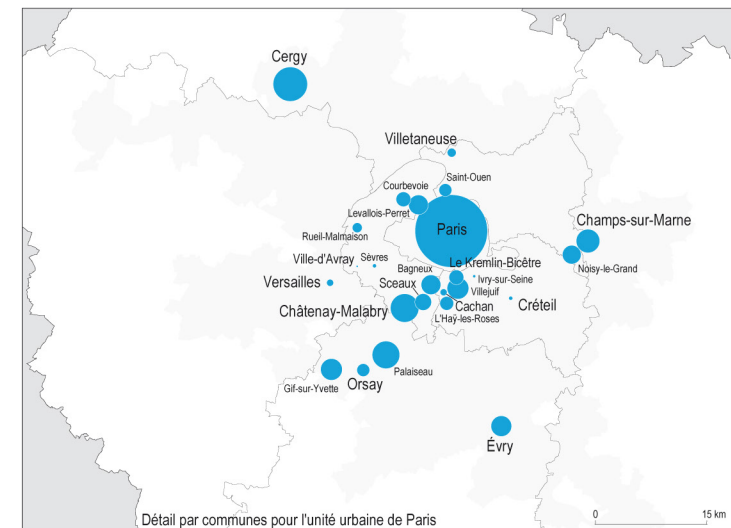 Cergy
Villetaneuse
Saint-Ouen
Courbevoie
Levallois-Perret
Paris
Champs-sur-Marne
Rueil-Malmaison
Noisy-le-Grand
Ville-d'Avray
Sèvres
Le Kremlin-Bicêtre
Bagneux
Ivry-sur-Seine
Versailles
Sceaux
Villejuif
Châtenay-Malabry
Cachan
Créteil
L'Haÿ-les-Roses
Palaiseau
Gif-sur-Yvette
Orsay
Évry
Détail par communes pour l'unité urbaine de Paris
0 15 km